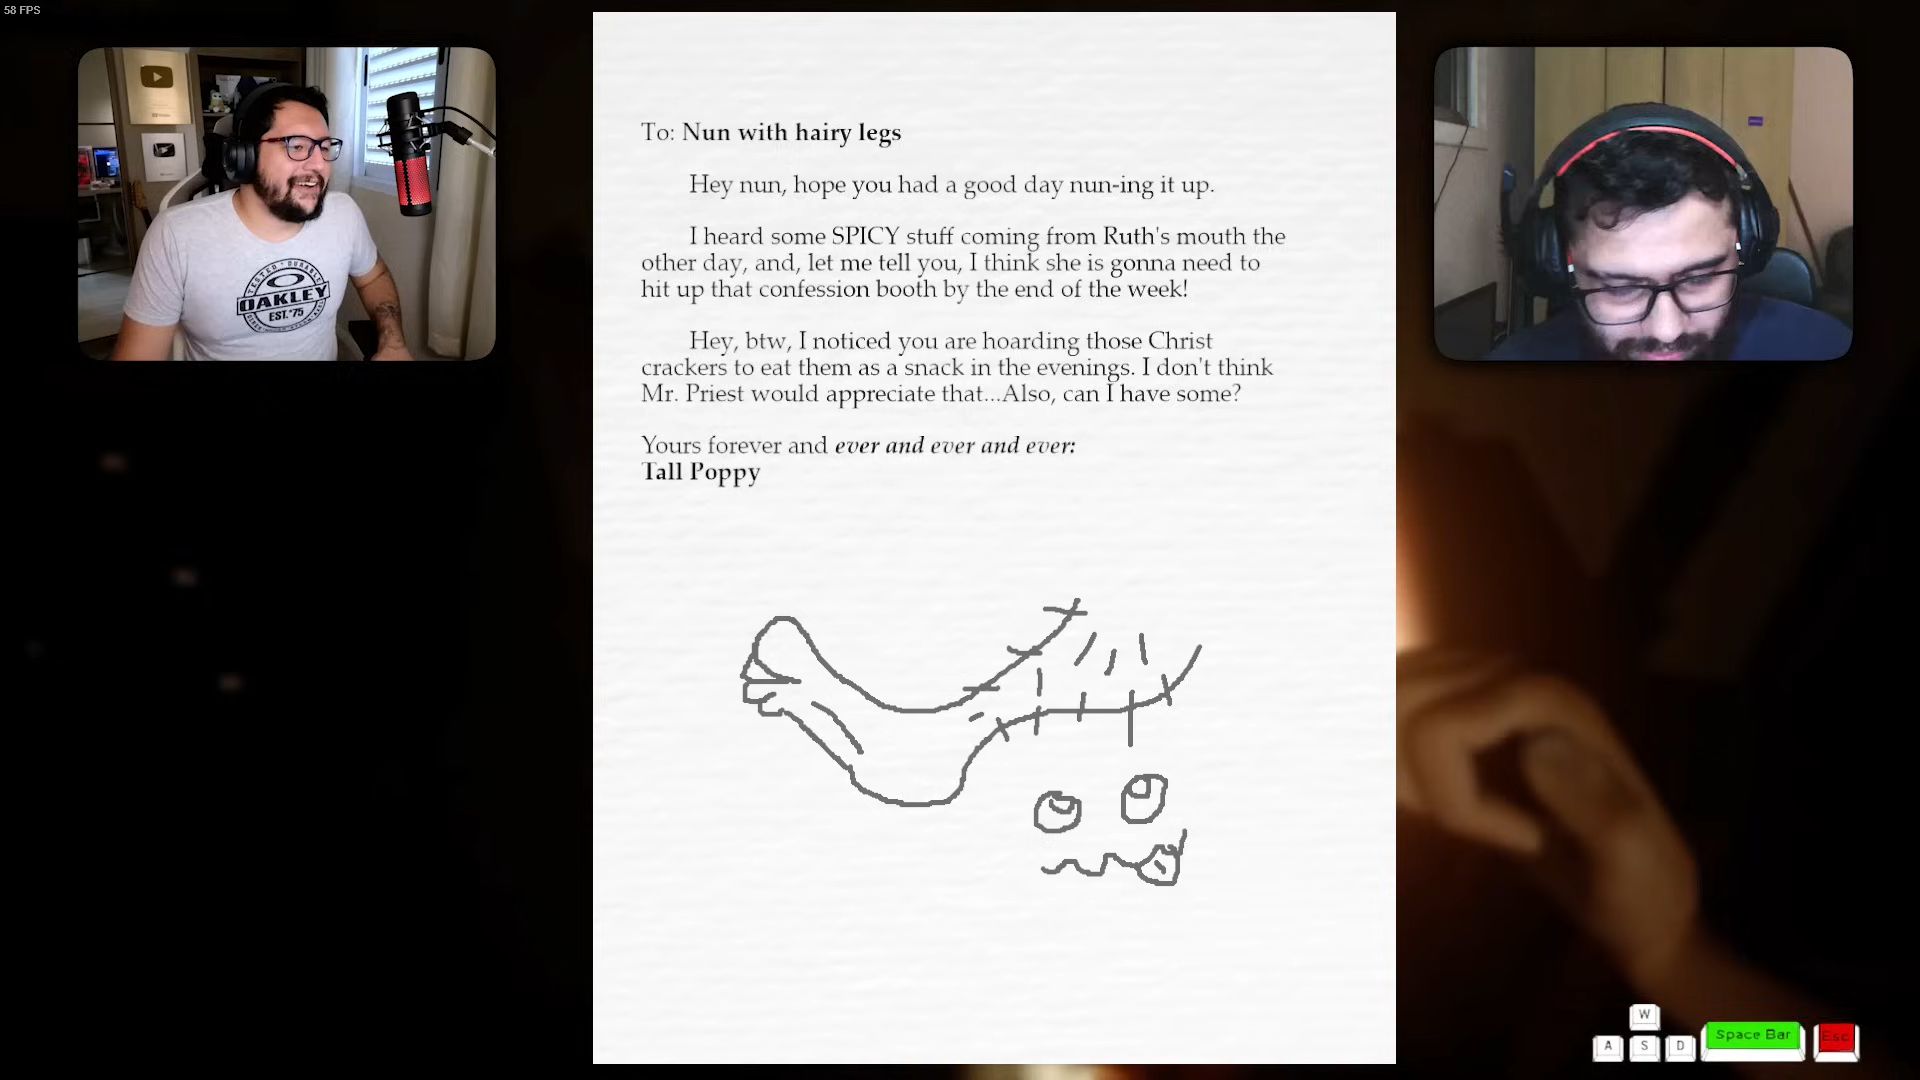 58 FPS
To: Nun with hairy legs
Hey nun, hope you had a good day nun-ing it up.
I heard some SPICY stuff coming from Ruth's mouth the
other day, and, let me tell you, I think she is gonna need to
hit up that confession booth by the end of the week!
Hey, btw, I noticed you are hoarding those Christ
crackers to eat them as a snack in the evenings. I don't think
Mr. Priest would appreciate that...Also, can I have some?
Yours forever and ever and ever and ever:
Tall Poppy
OAKLEY
EST.'75
W
A S D
Space Bar
Esc